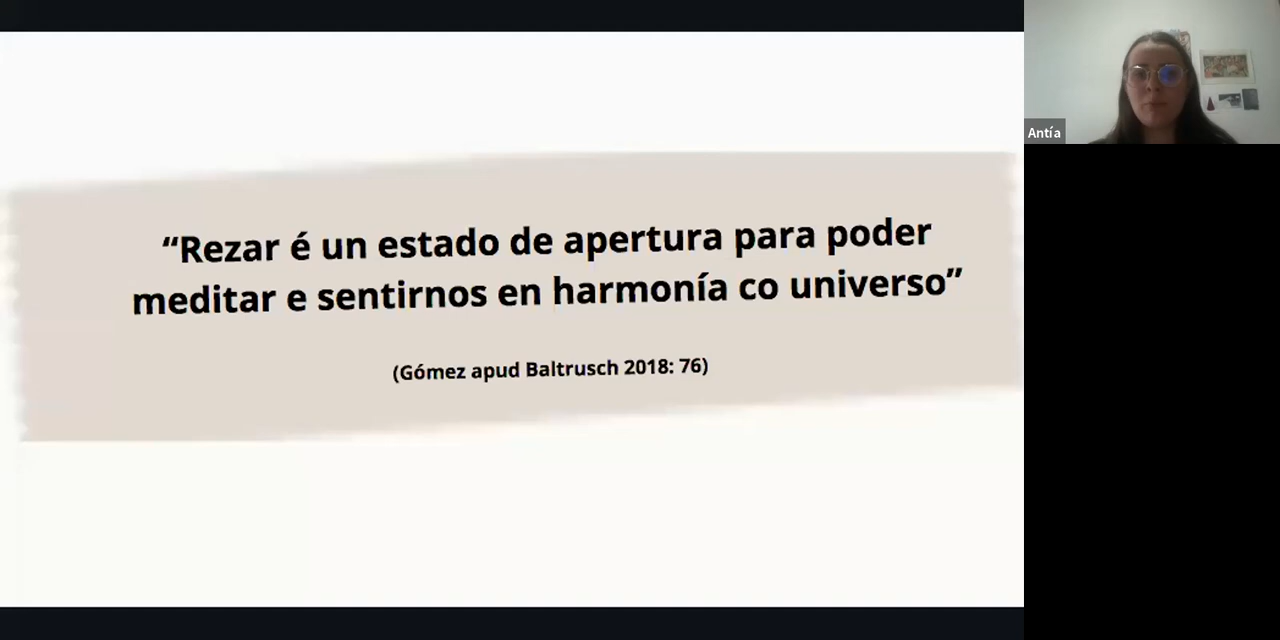 “Rezar é un estado de apertura para poder
meditar e sentirnos en harmonía co universo”
(Gómez apud Baltrusch 2018: 76)
Antía